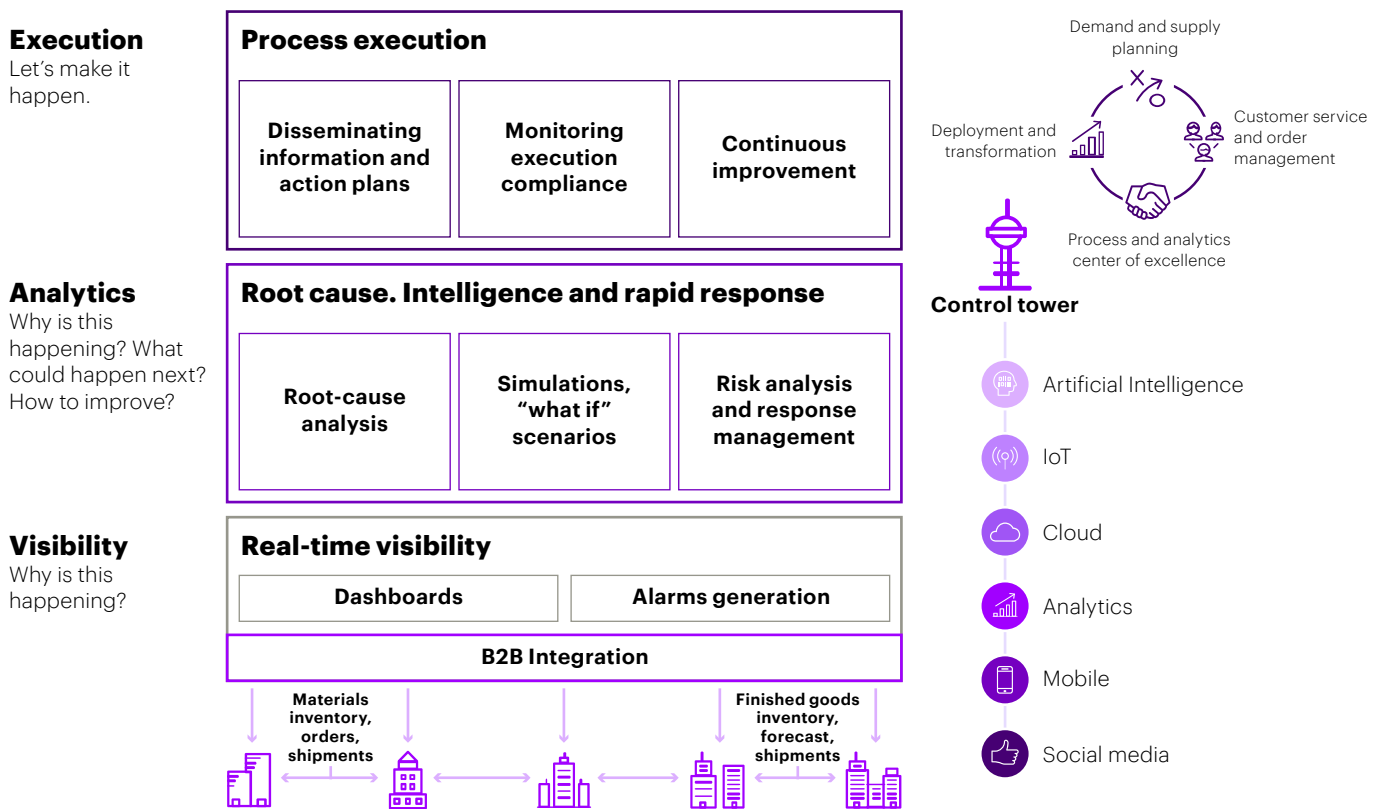 Execution
Let’s make it
happen.
Process execution
Disseminating
information and
action plans
Monitoring
execution
compliance
Continuous
improvement
Analytics
Why is this
happening? What
could happen next?
How to improve?
Root cause. Intelligence and rapid response
Root-cause
analysis
Simulations,
“what if”
scenarios
Risk analysis
and response
management
Visibility
Why is this
happening?
Real-time visibility
Dashboards
Alarms generation
B2B Integration
Materials
inventory,
orders,
shipments
Finished goods
inventory,
forecast,
shipments
Demand and supply
planning
Deployment and
transformation
Customer service
and order
management
Process and analytics
center of excellence
Control tower
Artificial Intelligence
IoT
Cloud
Analytics
Mobile
Social media